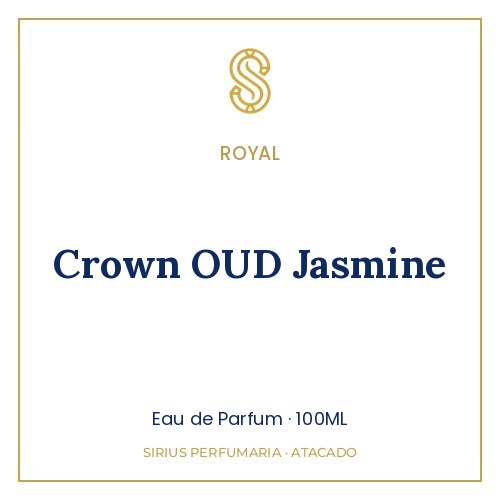 ROYAL
Crown OUD Jasmine
Eau de Parfum · 100ML
SIRIUS PERFUMARIA · ATACADO